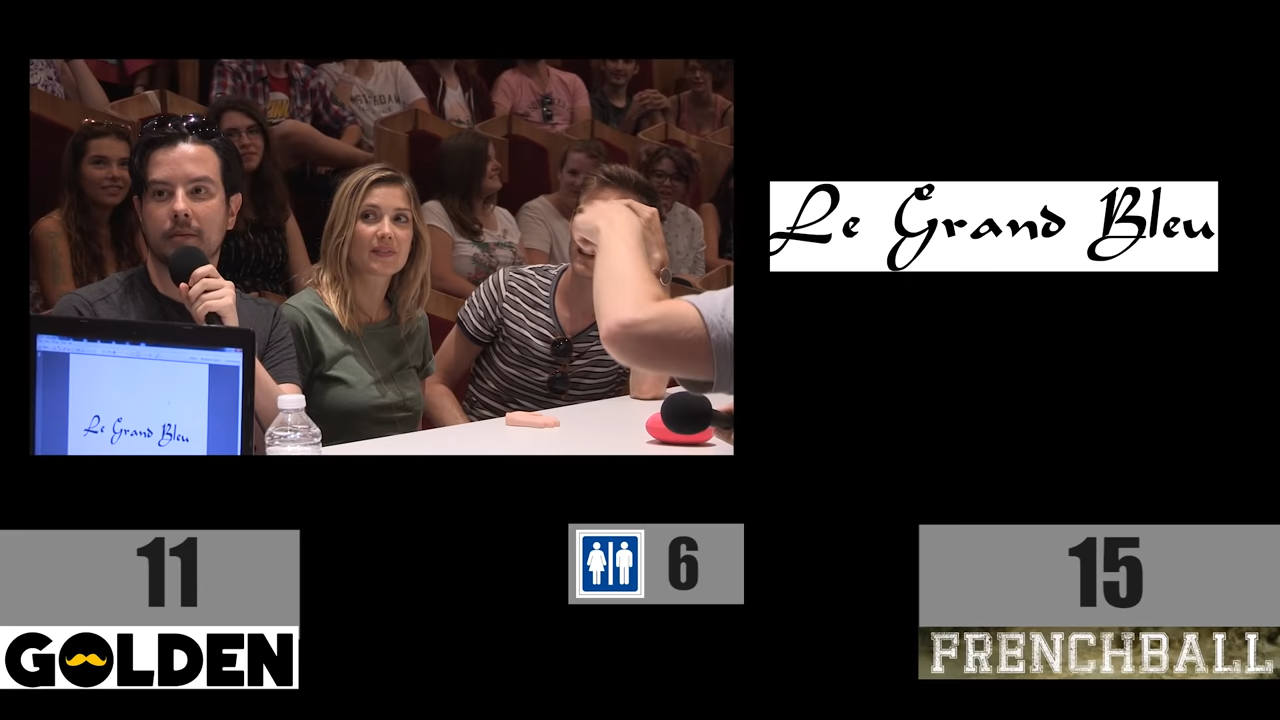 Le Grand Bleu
Le Grand Bleu
11
6
15
GOLDEN
FRENCHBALL